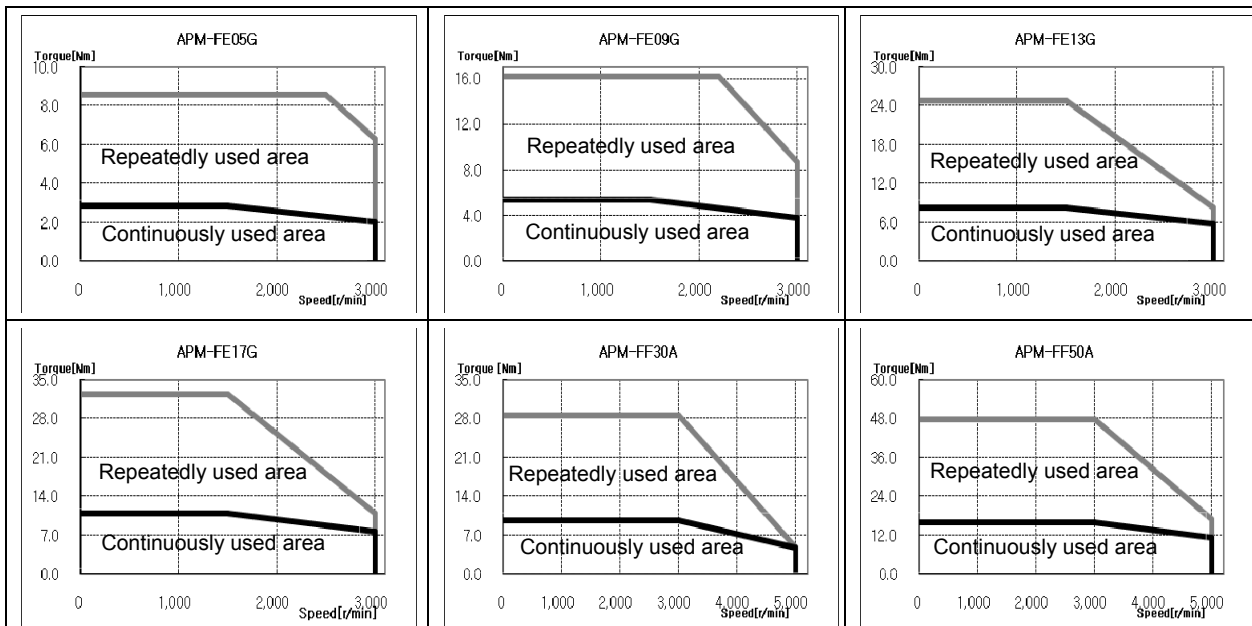 APM-FE05G
Torque[Nm]
10.0
8.0
6.0
4.0
2.0
0.0
Repeatedly used area
Continuously used area
0 1,000 2,000 3,000
Speed[r/min]
APM-FE09G
Torque[Nm]
16.0
12.0
8.0
4.0
0.0
Repeatedly used area
Continuously used area
0 1,000 2,000 3,000
Speed[r/min]
APM-FE13G
Torque[Nm]
30.0
24.0
18.0
12.0
6.0
0.0
Repeatedly used area
Continuously used area
0 1,000 2,000 3,000
Speed[r/min]
APM-FE17G
Torque[Nm]
35.0
28.0
21.0
14.0
7.0
0.0
Repeatedly used area
Continuously used area
0 1,000 2,000 3,000
Speed[r/min]
APM-FF30A
Torque [Nm]
35.0
28.0
21.0
14.0
7.0
0.0
Repeatedly used area
Continuously used area
0 1,000 2,000 3,000 4,000 5,000
Speed[r/min]
APM-FF50A
Torque[Nm]
60.0
48.0
36.0
24.0
12.0
0.0
Repeatedly used area
Continuously used area
0 1,000 2,000 3,000 4,000 5,000
Speed[r/min]